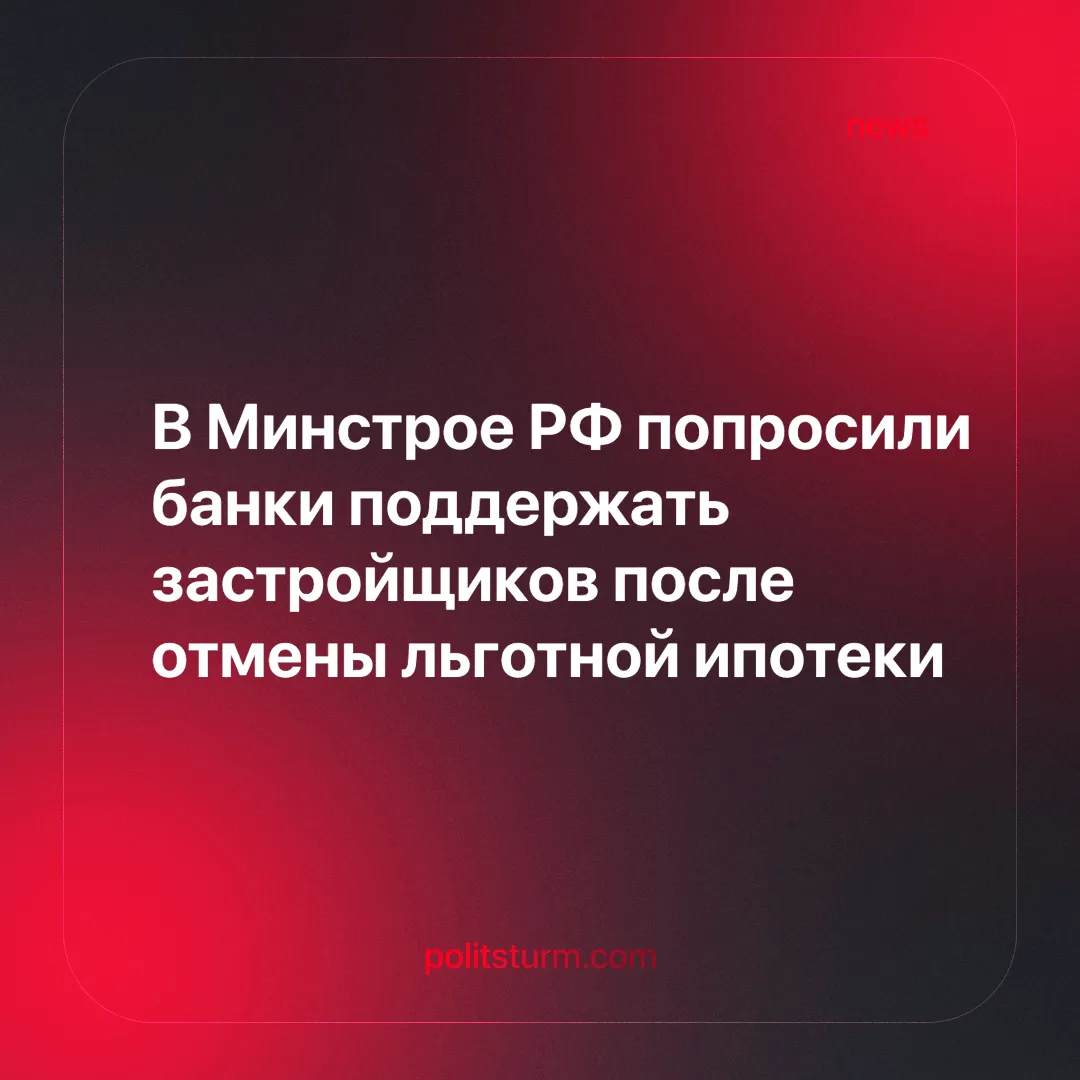 news
В Минстрое РФ попросили
банки поддержать
застройщиков после
отмены льготной ипотеки
politsturm.com